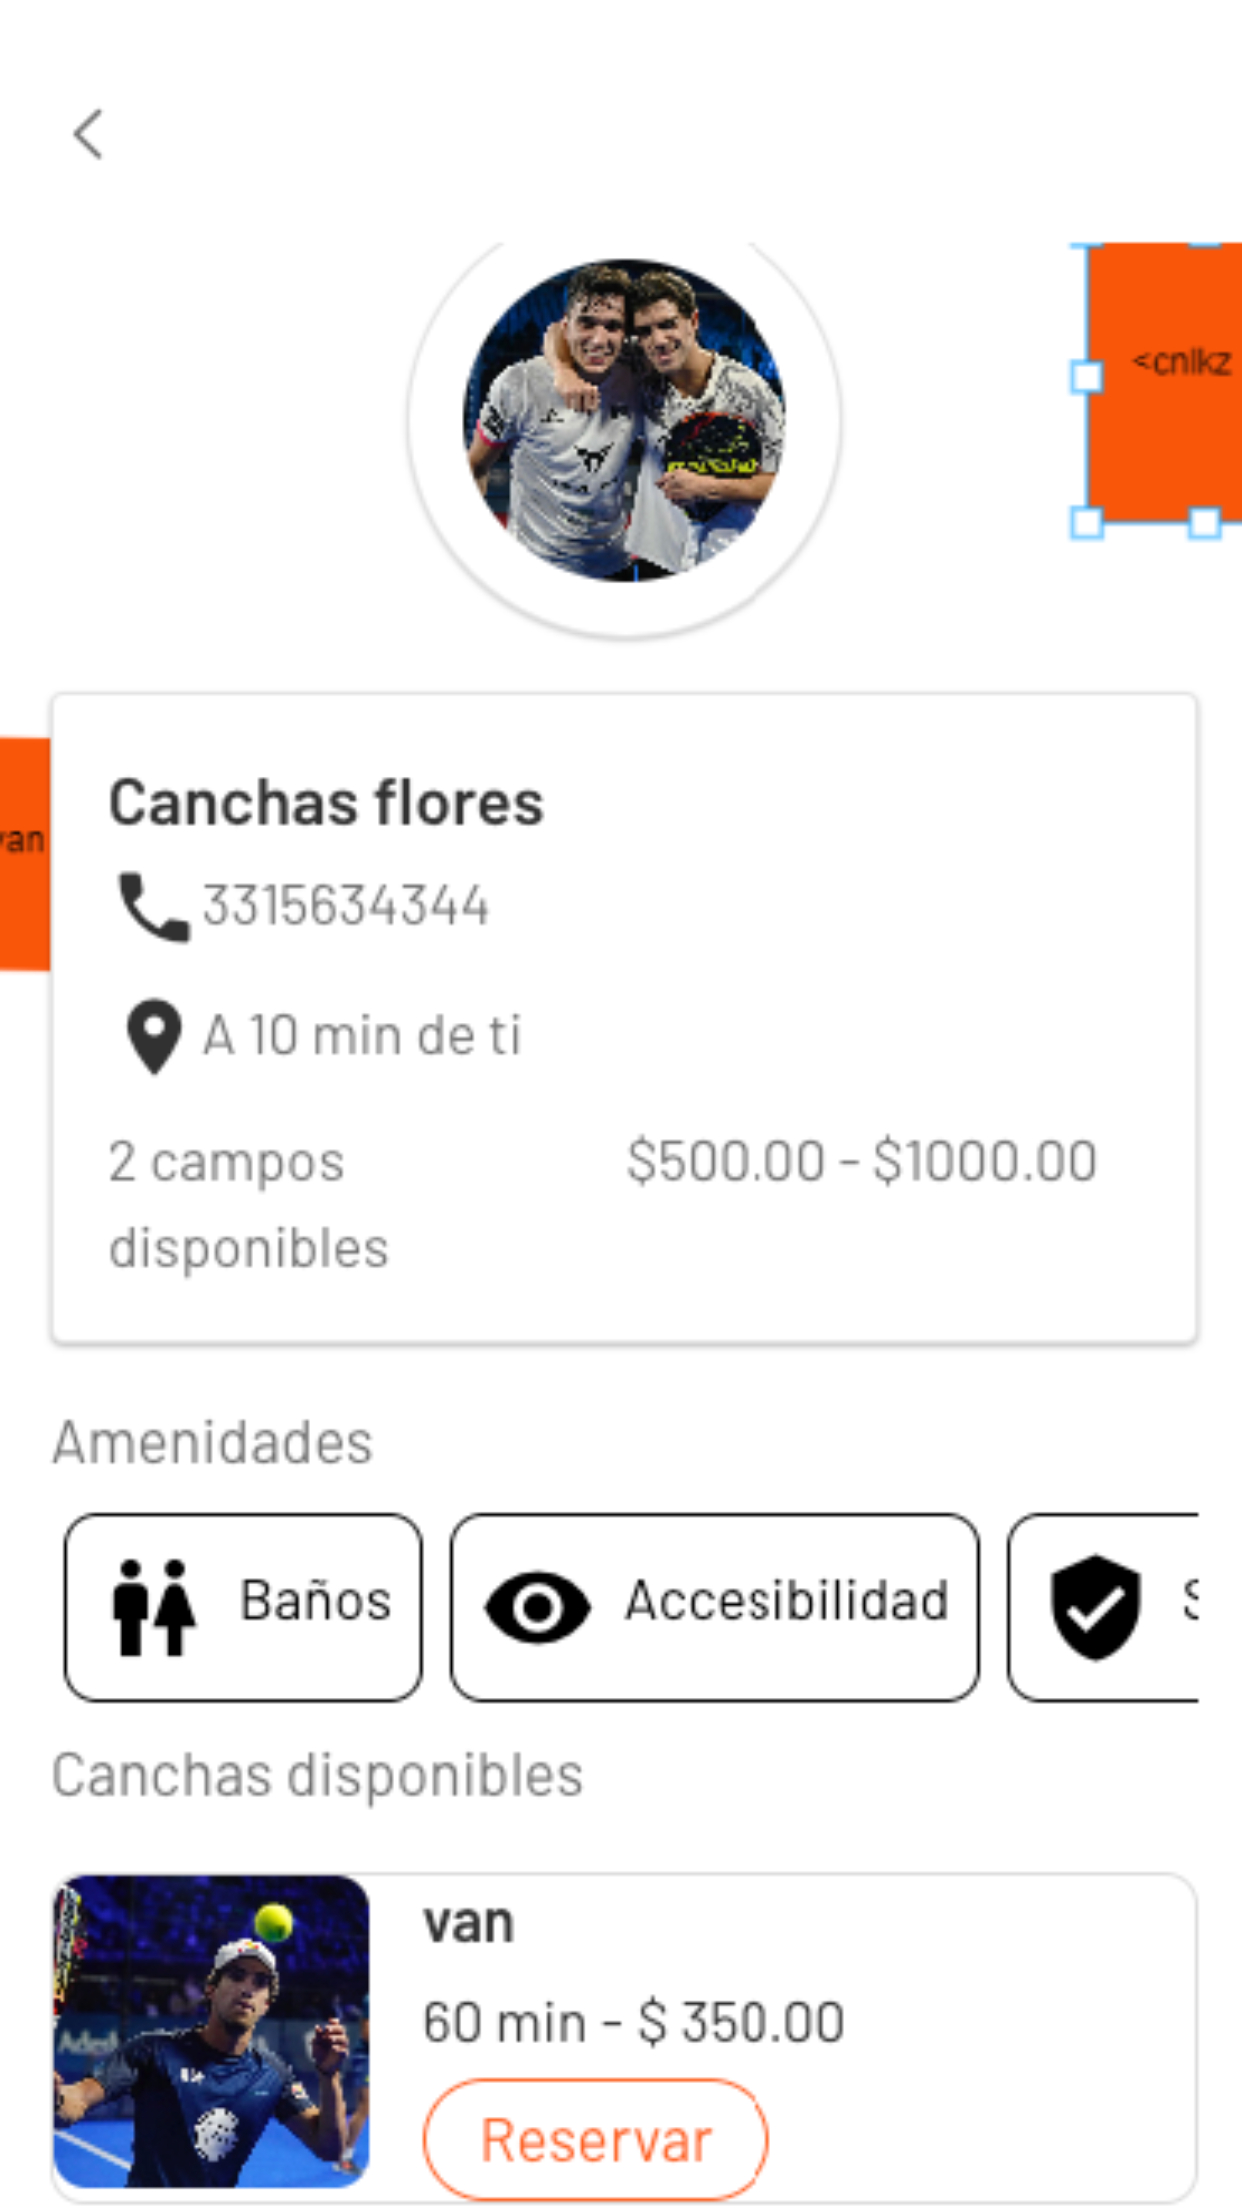 <cnlkz
Canchas flores
van
3315634344
A 10 min de ti
2 campos
disponibles
$500.00 - $1000.00
Amenidades
Baños
Accesibilidad
S
Canchas disponibles
van
60 min - $ 350.00
Reservar